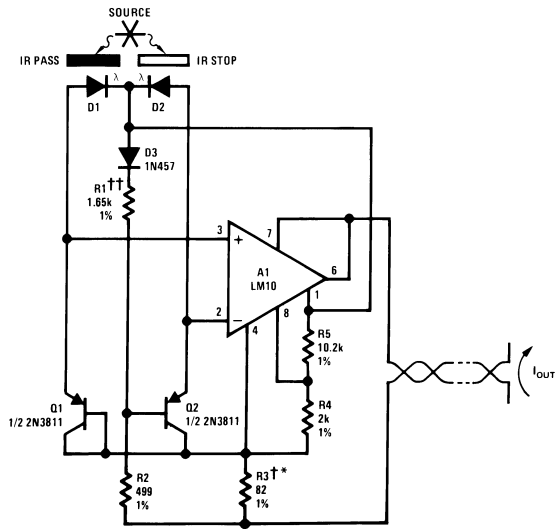 SOURCE
IR PASS
IR STOP
λ
λ
D1
D2
D3
1N457
R1††
1.65k
1%
3
+
7
A1
LM10
6
1
2
−
4
8
R5
10.2k
1%
Q1
1/2 2N3811
Q2
1/2 2N3811
R4
2k
1%
IOUT
R2
499
1%
R3†*
82
1%